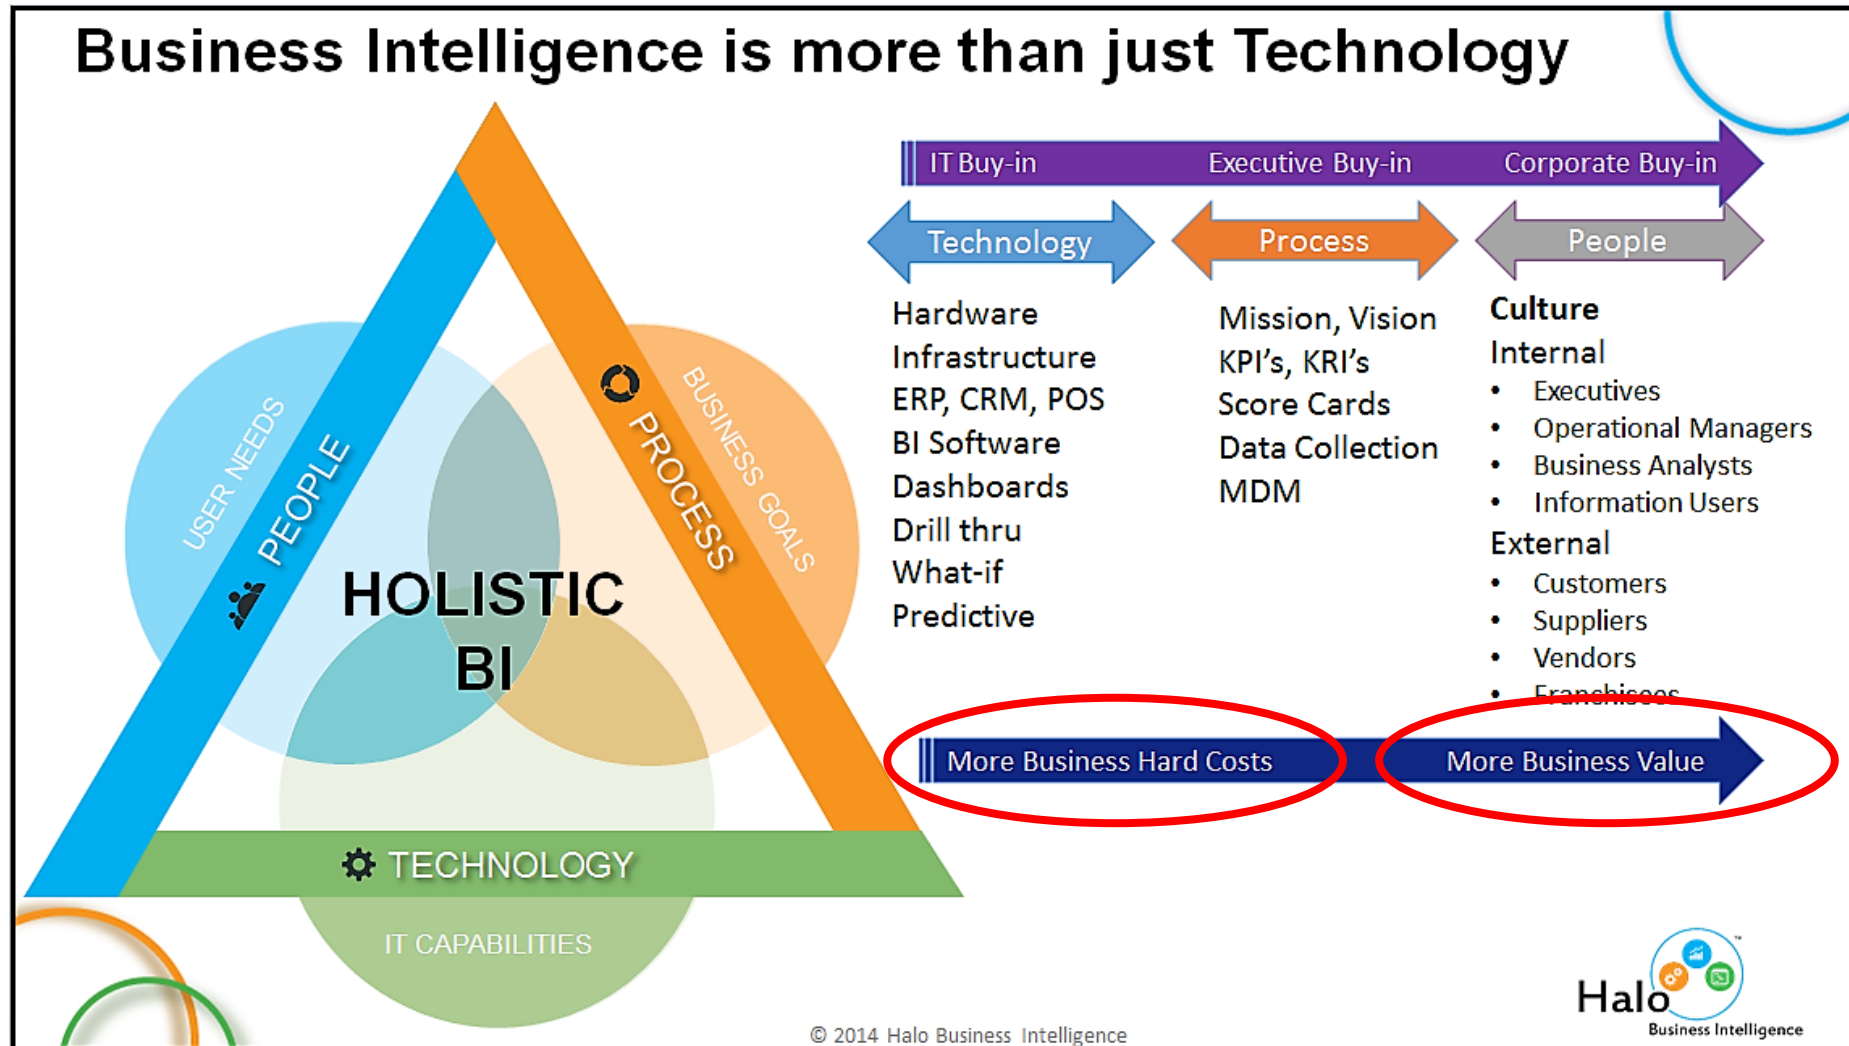 Business Intelligence is more than just Technology
IT Buy-in
Executive Buy-in
Corporate Buy-in
Technology
Process
People
Hardware
Infrastructure
ERP, CRM, POS
BI Software
Dashboards
Drill thru
What-if
Predictive
Mission, Vision
KPI's, KRI's
Score Cards
Data Collection
MDM
Culture
Internal
• Executives
• Operational Managers
• Business Analysts
• Information Users
External
• Customers
• Suppliers
• Vendors
• Franchisees
More Business Hard Costs
More Business Value
USER NEEDS
PEOPLE
PROCESS
BUSINESS GOALS
HOLISTIC
BI
TECHNOLOGY
IT CAPABILITIES
© 2014 Halo Business Intelligence
Halo
™
Business Intelligence